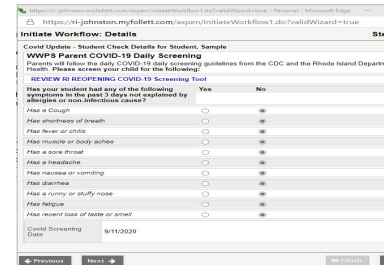 https://ri-johnston.myfollett.com/aspen/initiateWorkflow1.do?validWizard=true - Personal - Microsoft Edge
https://ri-johnston.myfollett.com/aspen/initiateWorkflow1.do?validWizard=true
Initiate Workflow: Details
Ste
Covid Update - Student Check Details for Student, Sample
WWPS Parent COVID-19 Daily Screening
Parents will follow the daily COVID-19 daily screening guidelines from the CDC and the Rhode Island Departm
Health. Please screen your child for the following:
REVIEW RI REOPENING COVID-19 Screening Tool
Has your student had any of the following Yes No
symptoms in the past 3 days not explained by
allergies or non-infectious cause?
Has a Cough
Has shortness of breath
Has fever or chills
Has muscle or body aches
Has a sore throat
Has a headache
Has nausea or vomiting
Has diarrhea
Has a runny or stuffy nose
Has fatigue
Has recent loss of taste or smell
Covid Screening
Date
9/11/2020
Previous Next Finish